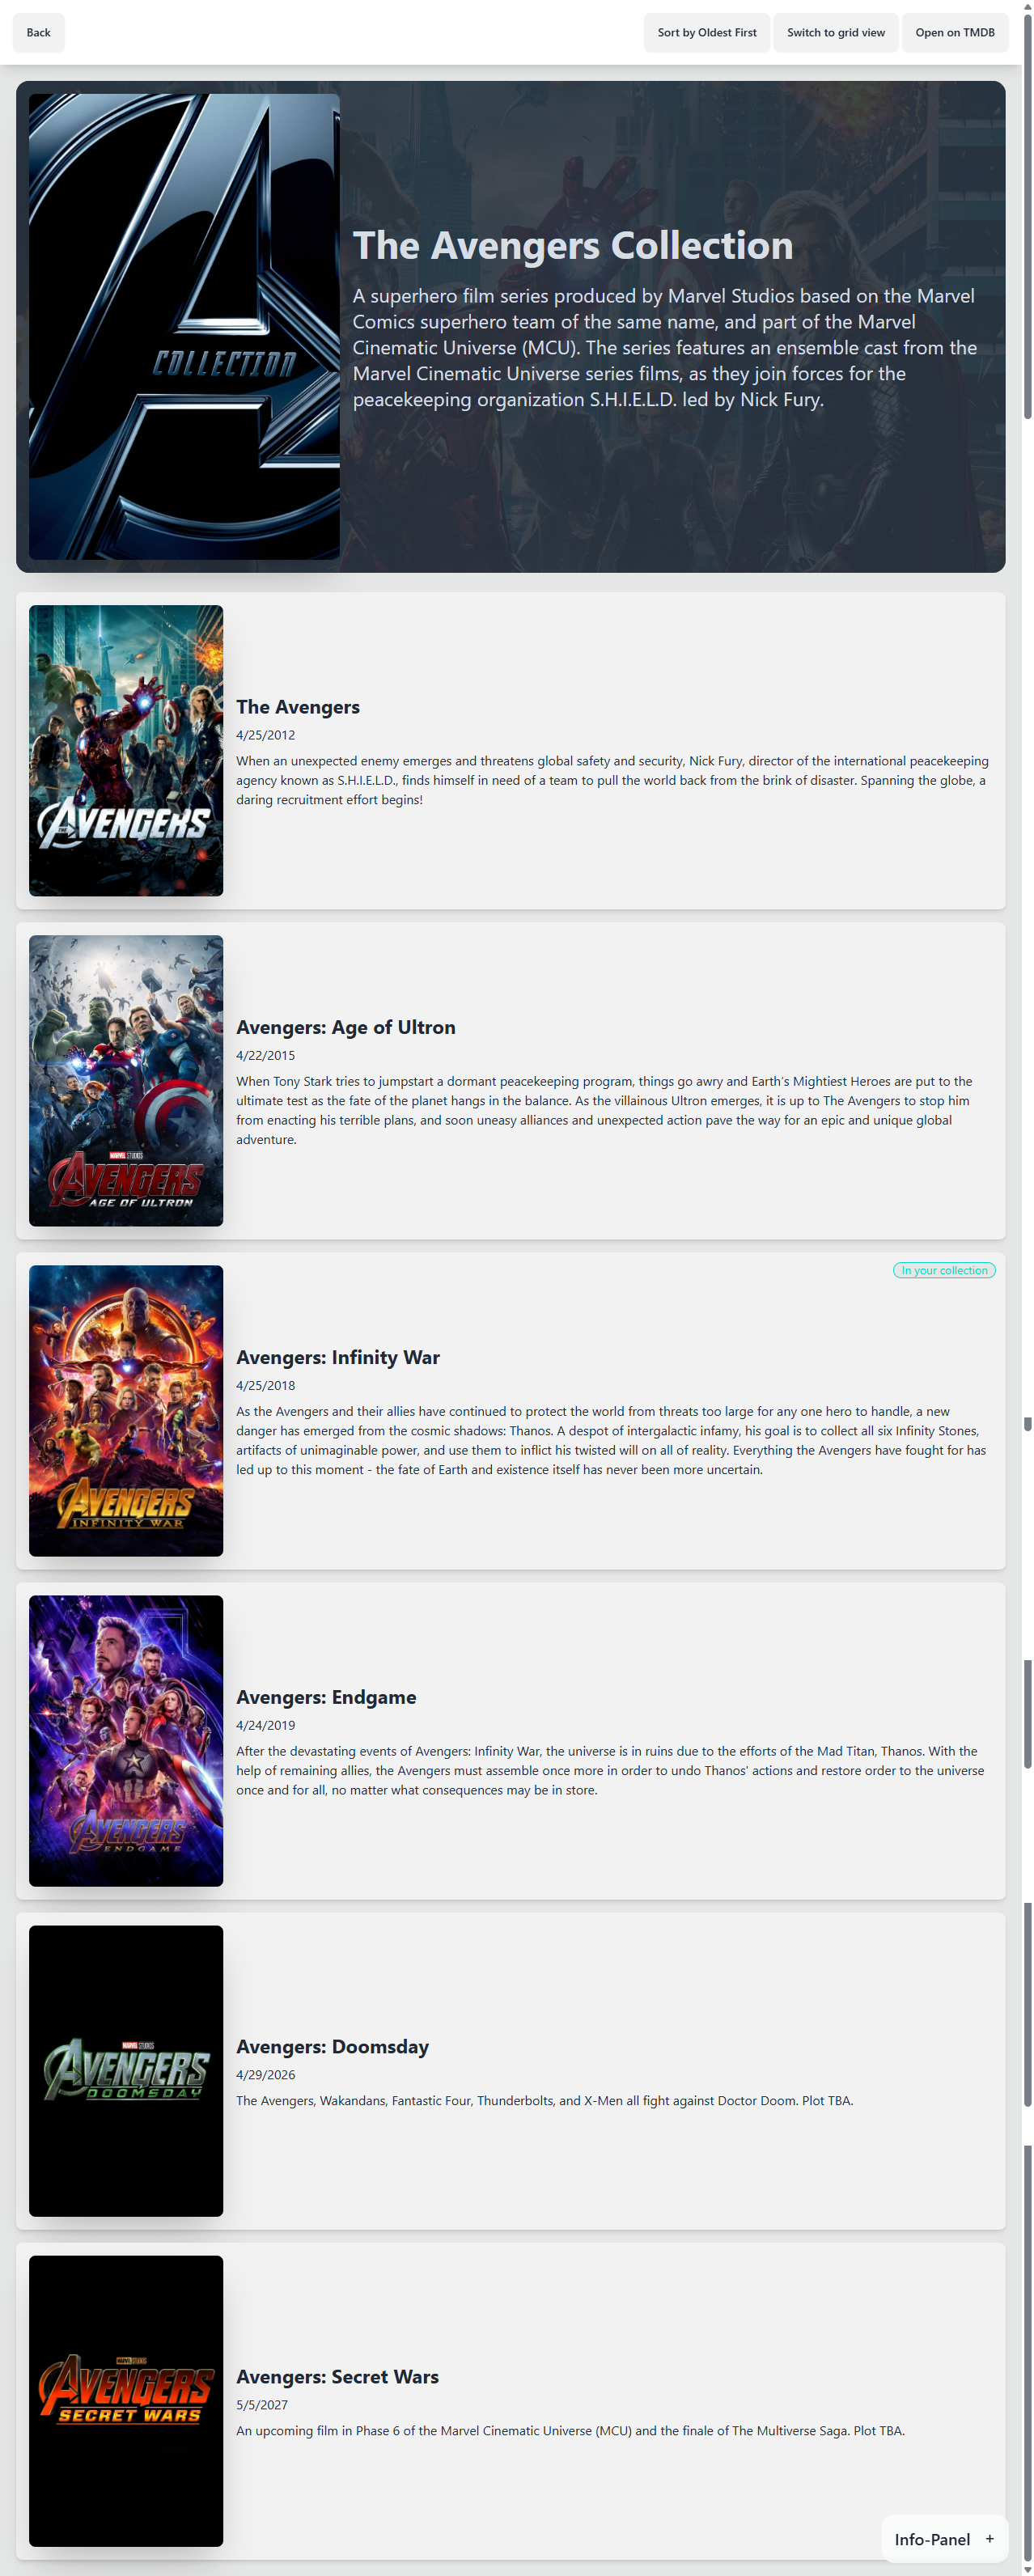 Back
Sort by Oldest First
Switch to grid view
Open on TMDB
COLLECTION
The Avengers Collection
A superhero film series produced by Marvel Studios based on the Marvel
Comics superhero team of the same name, and part of the Marvel
Cinematic Universe (MCU). The series features an ensemble cast from the
Marvel Cinematic Universe series films, as they join forces for the
peacekeeping organization S.H.I.E.L.D. led by Nick Fury.
THE AVENGERS
The Avengers
4/25/2012
When an unexpected enemy emerges and threatens global safety and security, Nick Fury, director of the international peacekeeping
agency known as S.H.I.E.L.D., finds himself in need of a team to pull the world back from the brink of disaster. Spanning the globe, a
daring recruitment effort begins!
MARVEL STUDIOS
AVENGERS
AGE OF ULTRON
Avengers: Age of Ultron
4/22/2015
When Tony Stark tries to jumpstart a dormant peacekeeping program, things go awry and Earth’s Mightiest Heroes are put to the
ultimate test as the fate of the planet hangs in the balance. As the villainous Ultron emerges, it is up to The Avengers to stop him
from enacting his terrible plans, and soon uneasy alliances and unexpected action pave the way for an epic and unique global
adventure.
In your collection
AVENGERS
INFINITY WAR
Avengers: Infinity War
4/25/2018
As the Avengers and their allies have continued to protect the world from threats too large for any one hero to handle, a new
danger has emerged from the cosmic shadows: Thanos. A despot of intergalactic infamy, his goal is to collect all six Infinity Stones,
artifacts of unimaginable power, and use them to inflict his twisted will on all of reality. Everything the Avengers have fought for has
led up to this moment - the fate of Earth and existence itself has never been more uncertain.
AVENGERS
ENDGAME
Avengers: Endgame
4/24/2019
After the devastating events of Avengers: Infinity War, the universe is in ruins due to the efforts of the Mad Titan, Thanos. With the
help of remaining allies, the Avengers must assemble once more in order to undo Thanos' actions and restore order to the universe
once and for all, no matter what consequences may be in store.
MARVEL STUDIOS
AVENGERS
DOOMSDAY
Avengers: Doomsday
4/29/2026
The Avengers, Wakandans, Fantastic Four, Thunderbolts, and X-Men all fight against Doctor Doom. Plot TBA.
MARVEL STUDIOS
AVENGERS
SECRET WARS
Avengers: Secret Wars
5/5/2027
An upcoming film in Phase 6 of the Marvel Cinematic Universe (MCU) and the finale of The Multiverse Saga. Plot TBA.
Info-Panel +